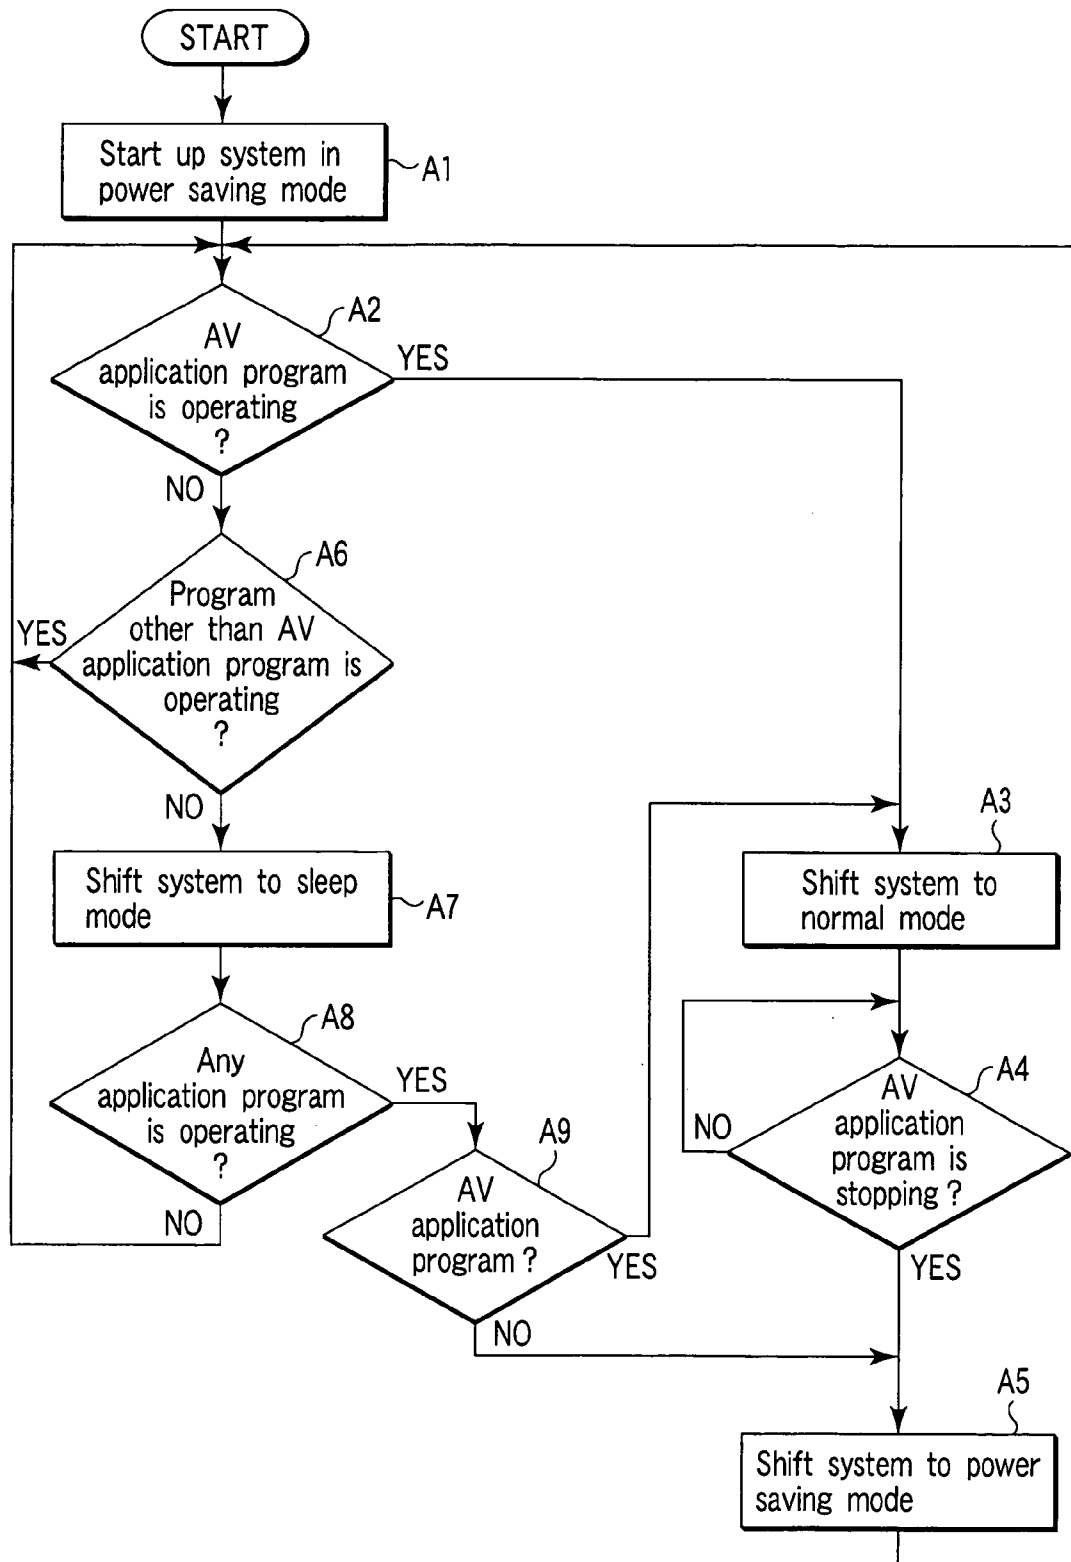 START
Start up system in
power saving mode
A1
A2
AV
application program
is operating
?
YES
NO
A6
Program
other than AV
application program is
operating
?
YES
NO
Shift system to sleep
mode
A7
A3
Shift system to
normal mode
A8
Any
application program
is operating
?
YES
NO
A9
AV
application
program ?
YES
NO
A4
AV
application
program is
stopping ?
NO
YES
A5
Shift system to power
saving mode